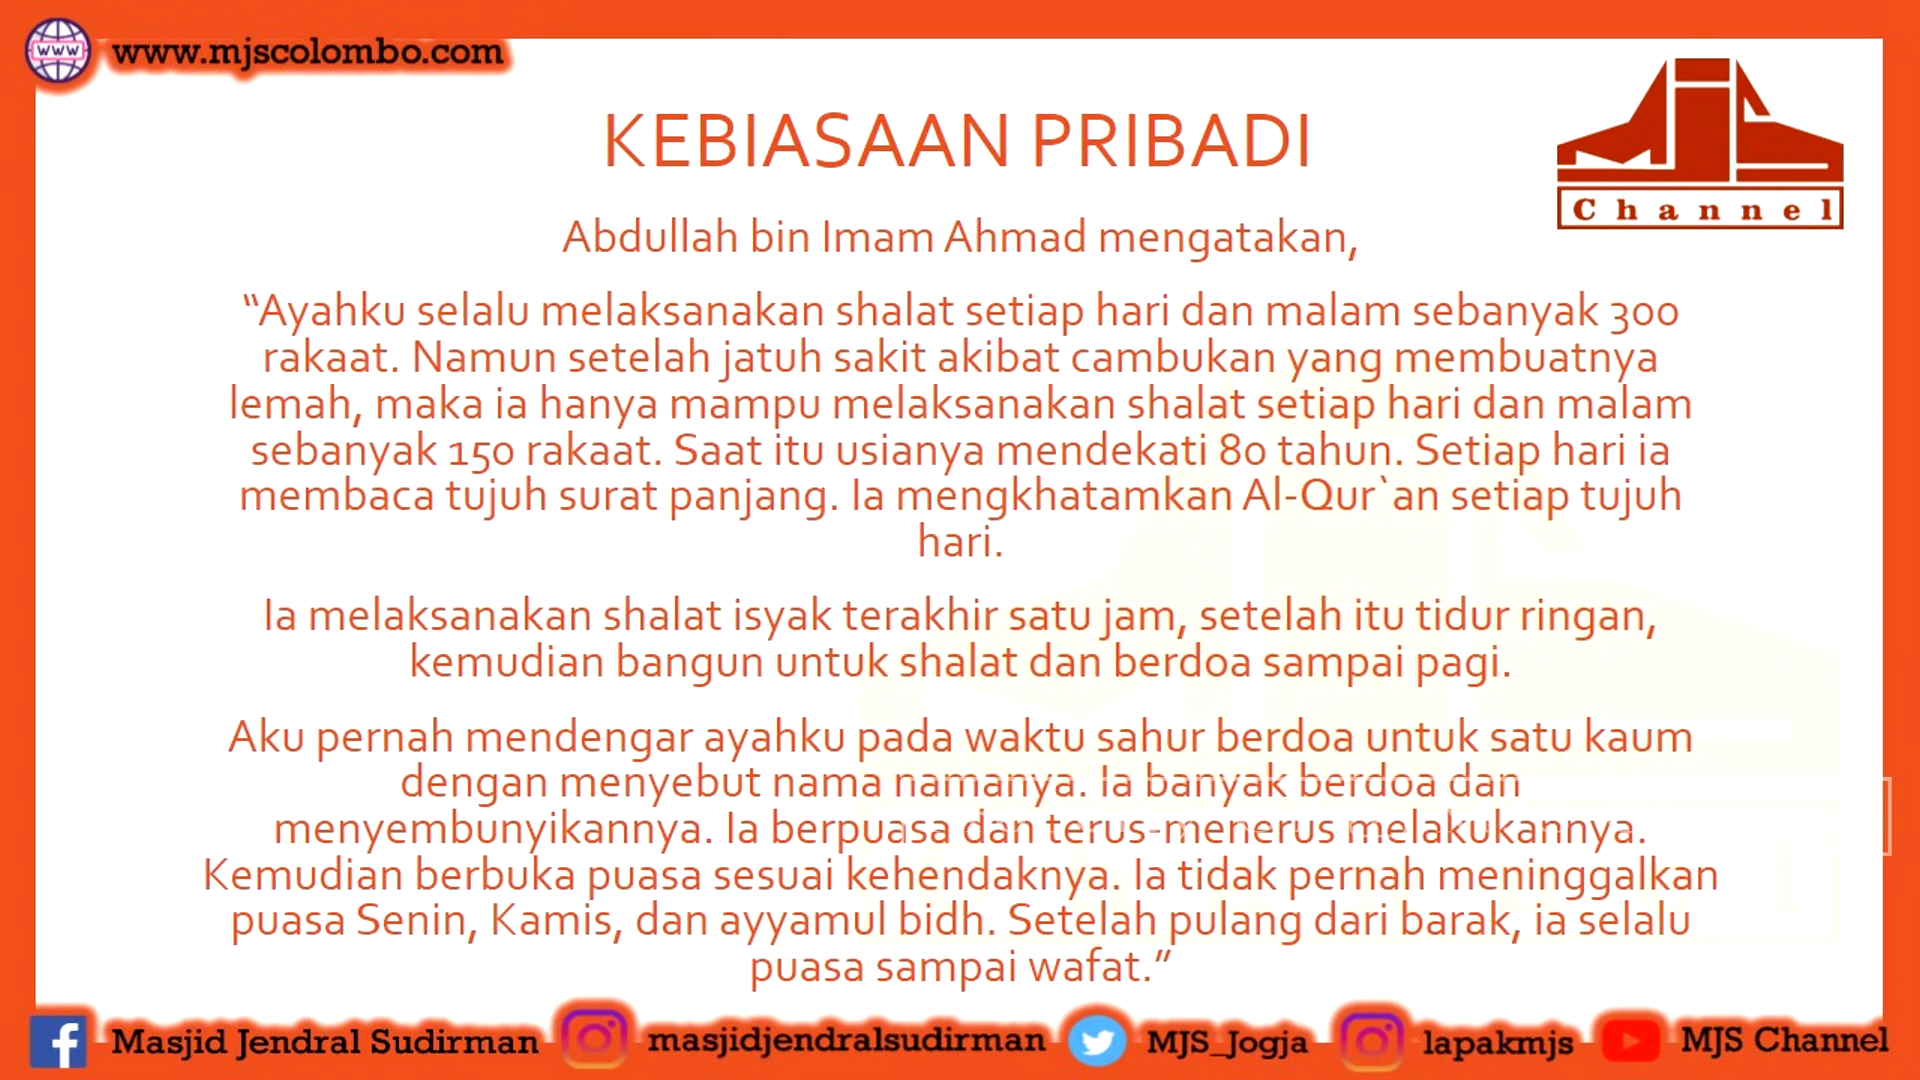 www.mjscolombo.com
MJS
Channel
KEBIASAAN PRIBADI
Abdullah bin Imam Ahmad mengatakan,
“Ayahku selalu melaksanakan shalat setiap hari dan malam sebanyak 300
rakaat. Namun setelah jatuh sakit akibat cambukan yang membuatnya
lemah, maka ia hanya mampu melaksanakan shalat setiap hari dan malam
sebanyak 150 rakaat. Saat itu usianya mendekati 80 tahun. Setiap hari ia
membaca tujuh surat panjang. Ia mengkhatamkan Al-Qur`an setiap tujuh
hari.
Ia melaksanakan shalat isyak terakhir satu jam, setelah itu tidur ringan,
kemudian bangun untuk shalat dan berdoa sampai pagi.
Aku pernah mendengar ayahku pada waktu sahur berdoa untuk satu kaum
dengan menyebut nama namanya. Ia banyak berdoa dan
menyembunyikannya. Ia berpuasa dan terus-menerus melakukannya.
Kemudian berbuka puasa sesuai kehendaknya. Ia tidak pernah meninggalkan
puasa Senin, Kamis, dan ayyamul bidh. Setelah pulang dari barak, ia selalu
puasa sampai wafat.”
Masjid Jendral Sudirman masjidjendralsudirman MJS_Jogja lapakmjs MJS Channel